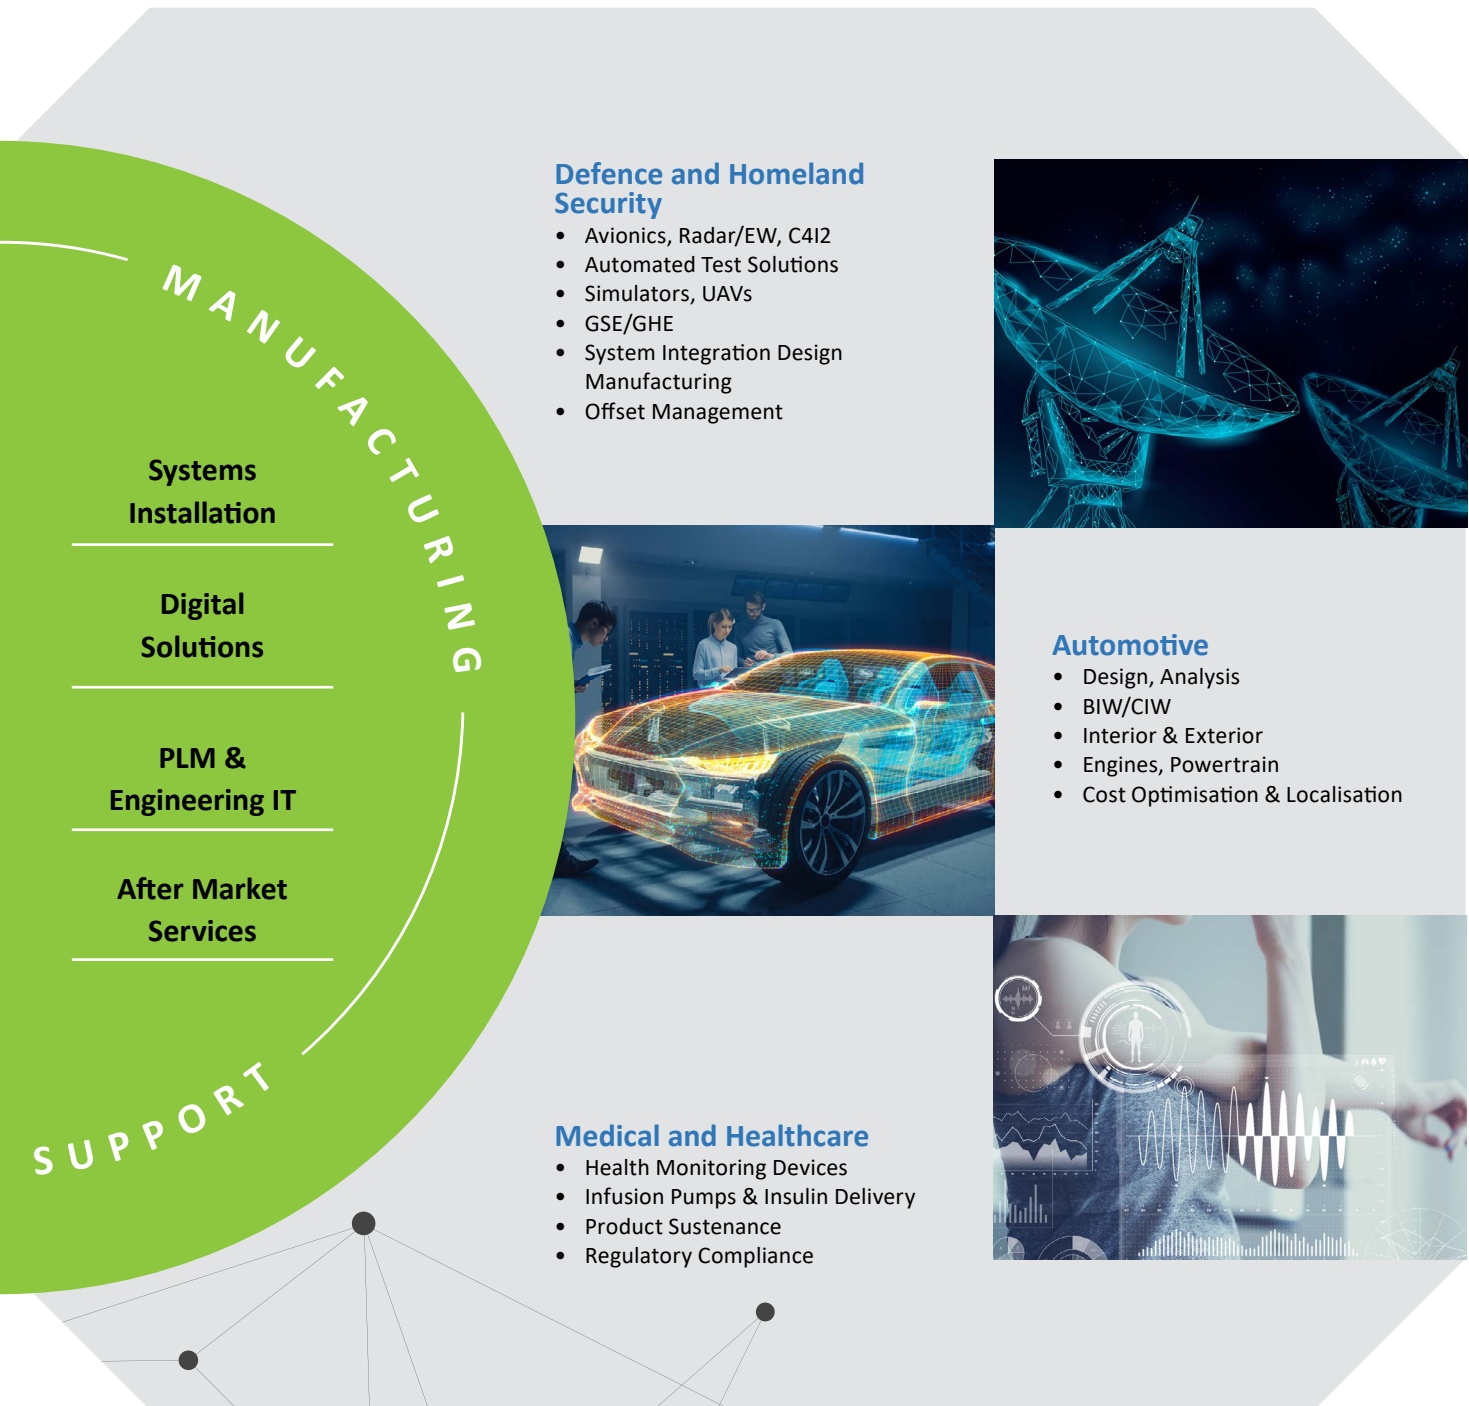 MANUFACTURING
Systems
Installation
Digital
Solutions
PLM &
Engineering IT
After Market
Services
SUPPORT
Defence and Homeland
Security
• Avionics, Radar/EW, C4I2
• Automated Test Solutions
• Simulators, UAVs
• GSE/GHE
• System Integration Design
Manufacturing
• Offset Management
Automotive
• Design, Analysis
• BIW/CIW
• Interior & Exterior
• Engines, Powertrain
• Cost Optimisation & Localisation
Medical and Healthcare
• Health Monitoring Devices
• Infusion Pumps & Insulin Delivery
• Product Sustenance
• Regulatory Compliance